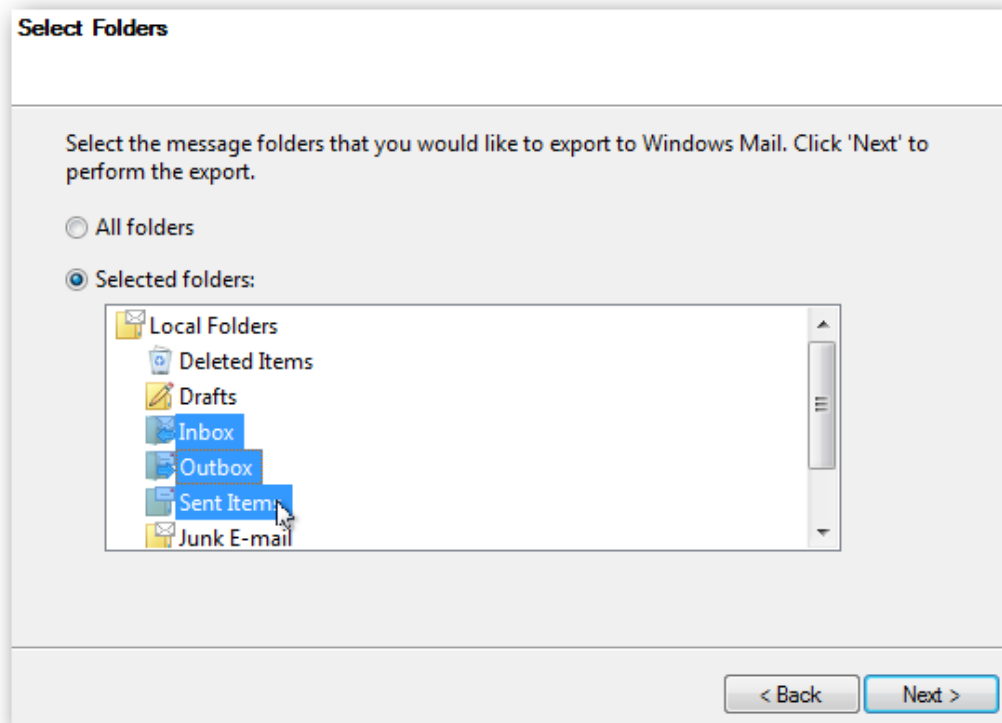 Select Folders
Select the message folders that you would like to export to Windows Mail. Click 'Next' to
perform the export.
All folders
Selected folders:
Local Folders
Deleted Items
Drafts
Inbox
Outbox
Sent Items
Junk E-mail
< Back
Next >